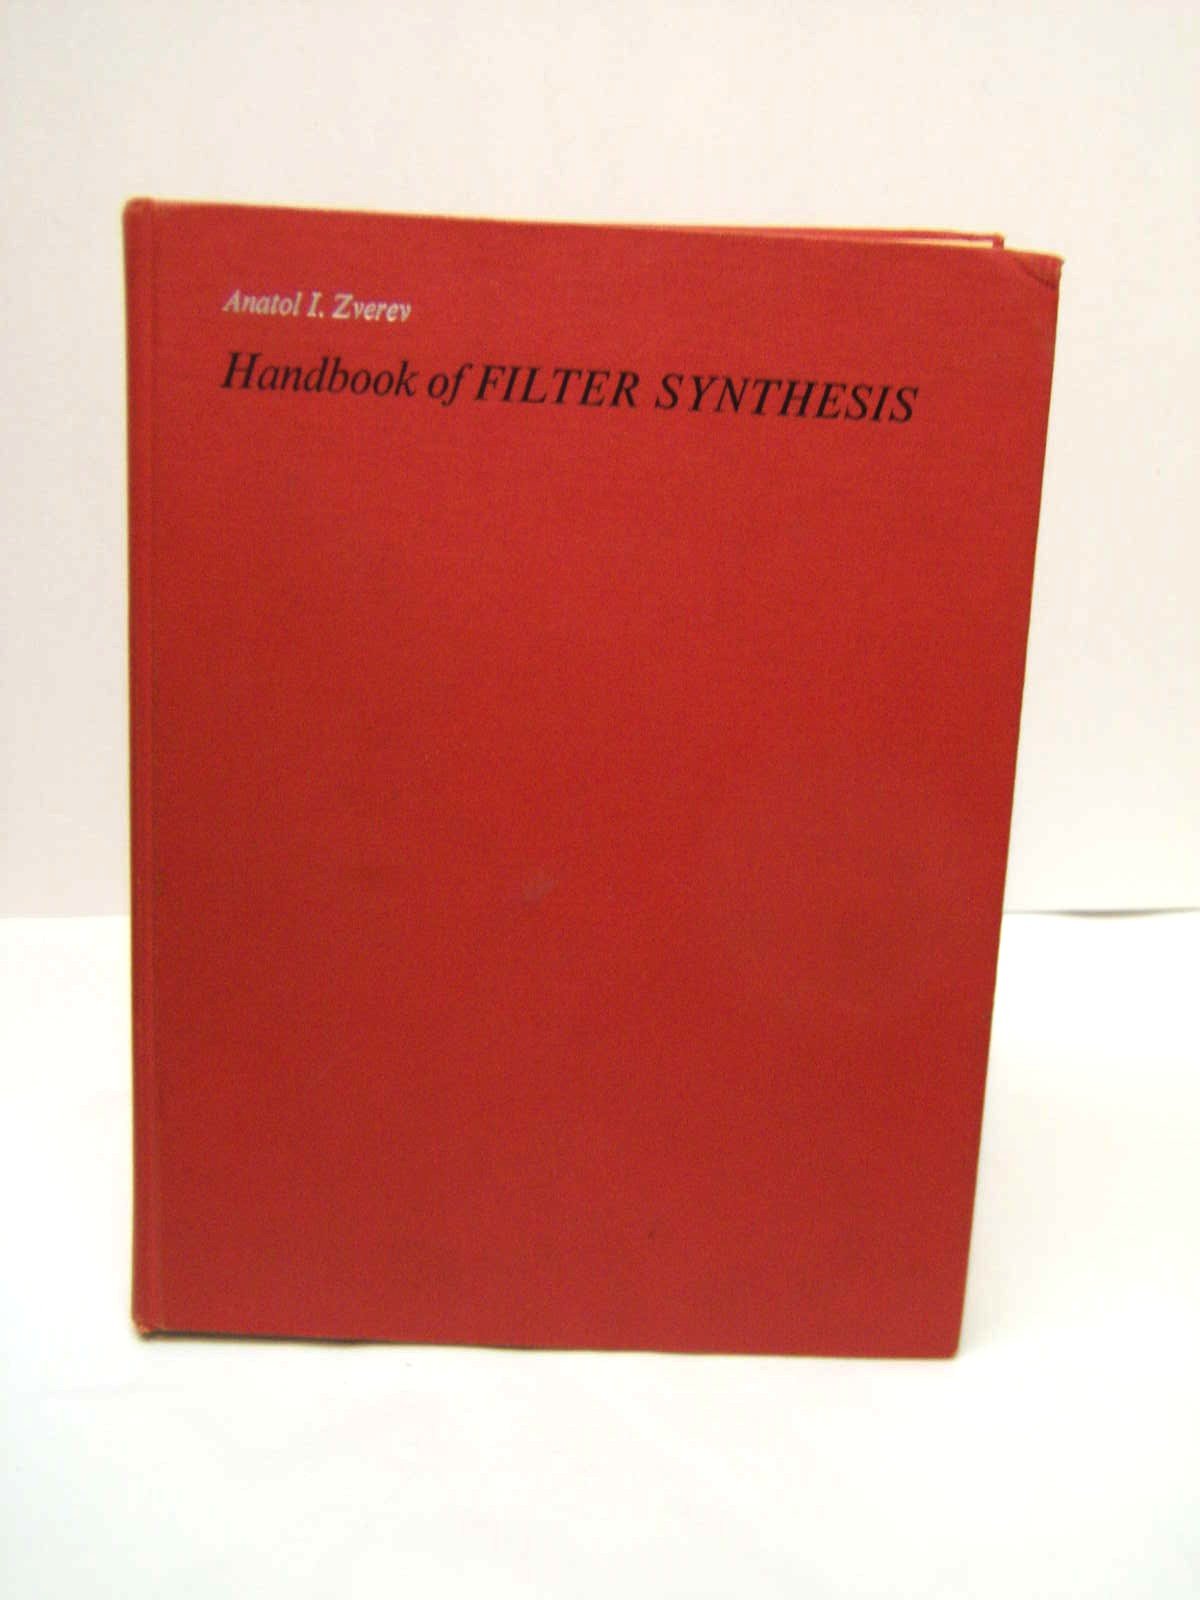 Anatol I. Zverev
Handbook of FILTER SYNTHESIS